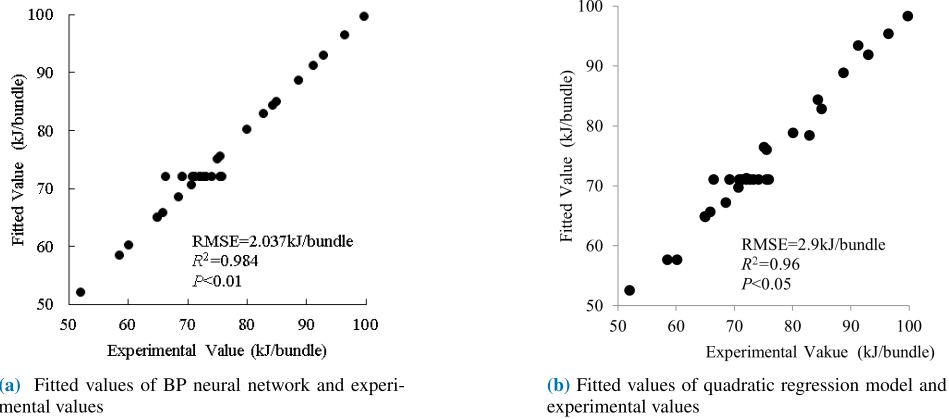 100
90
80
70
60
50
Fitted Value (kJ/bundle)
RMSE=2.037kJ/bundle
R²=0.984
P<0.01
50 60 70 80 90 100
Experimental Value (kJ/bundle)
(a) Fitted values of BP neural network and experi-
mental values
100
90
80
70
60
50
Fitted Value (kJ/bundle)
RMSE=2.9kJ/bundle
R²=0.96
P<0.05
50 60 70 80 90 100
Experimental Vakue (kJ/bundle)
(b) Fitted values of quadratic regression model and
experimental values